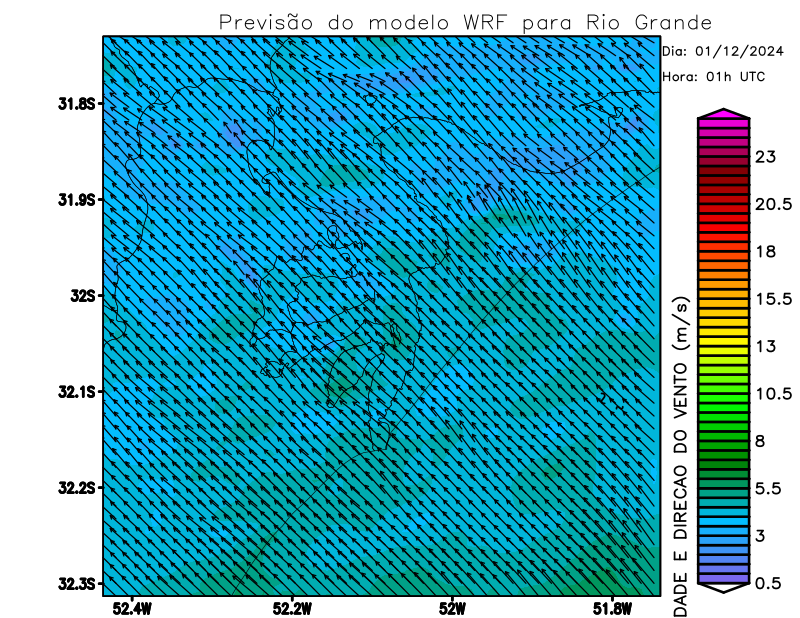 Previsão do modelo WRF para Rio Grande
Dia: 01/12/2024
Hora: 01h UTC
31.8S
31.9S
32S
32.1S
32.2S
32.3S
52.4W
52.2W
52W
51.8W
23
20.5
18
15.5
13
10.5
8
5.5
3
0.5
DADE E DIRECAO DO VENTO (m/s)